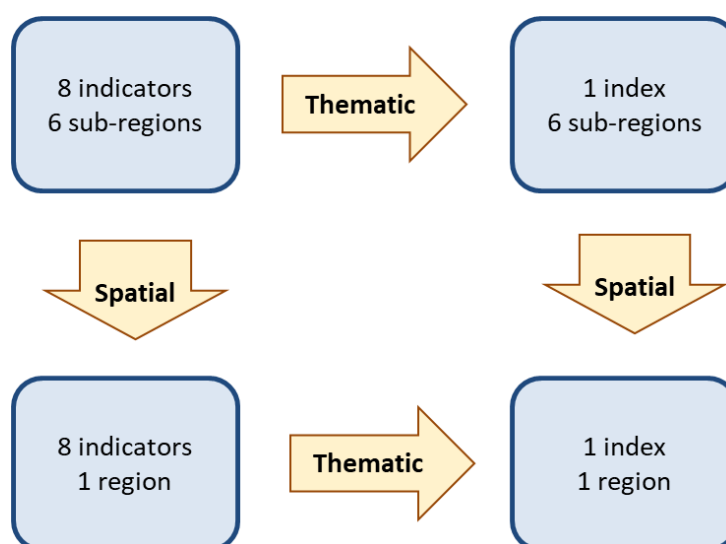 8 indicators
6 sub-regions
Thematic
1 index
6 sub-regions
Spatial
Spatial
8 indicators
1 region
Thematic
1 index
1 region